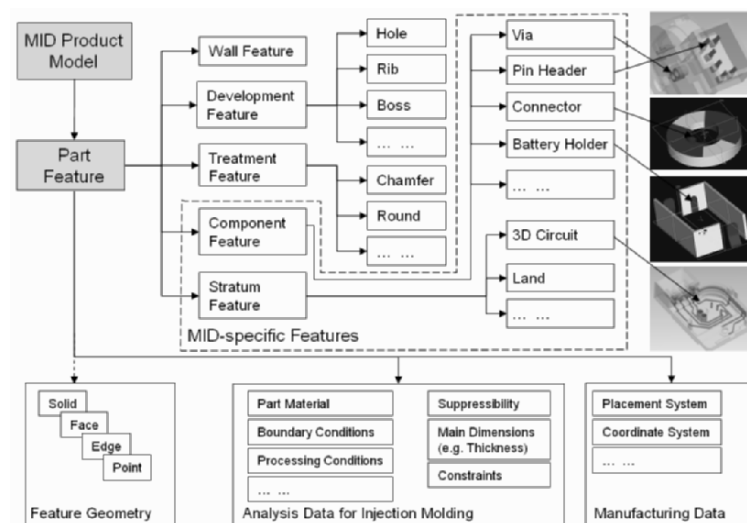 MID Product
Model
Part
Feature
Wall Feature
Development
Feature
Treatment
Feature
Component
Feature
Stratum
Feature
MID-specific Features
Hole
Rib
Boss
... ...
Chamfer
Round
... ...
Via
Pin Header
Connector
Battery Holder
... ...
3D Circuit
Land
... ...
Solid
Face
Edge
Point
Feature Geometry
Part Material
Boundary Conditions
Processing Conditions
... ...
Suppressibility
Main Dimensions
(e.g. Thickness)
Constraints
Analysis Data for Injection Molding
Placement System
Coordinate System
... ...
Manufacturing Data